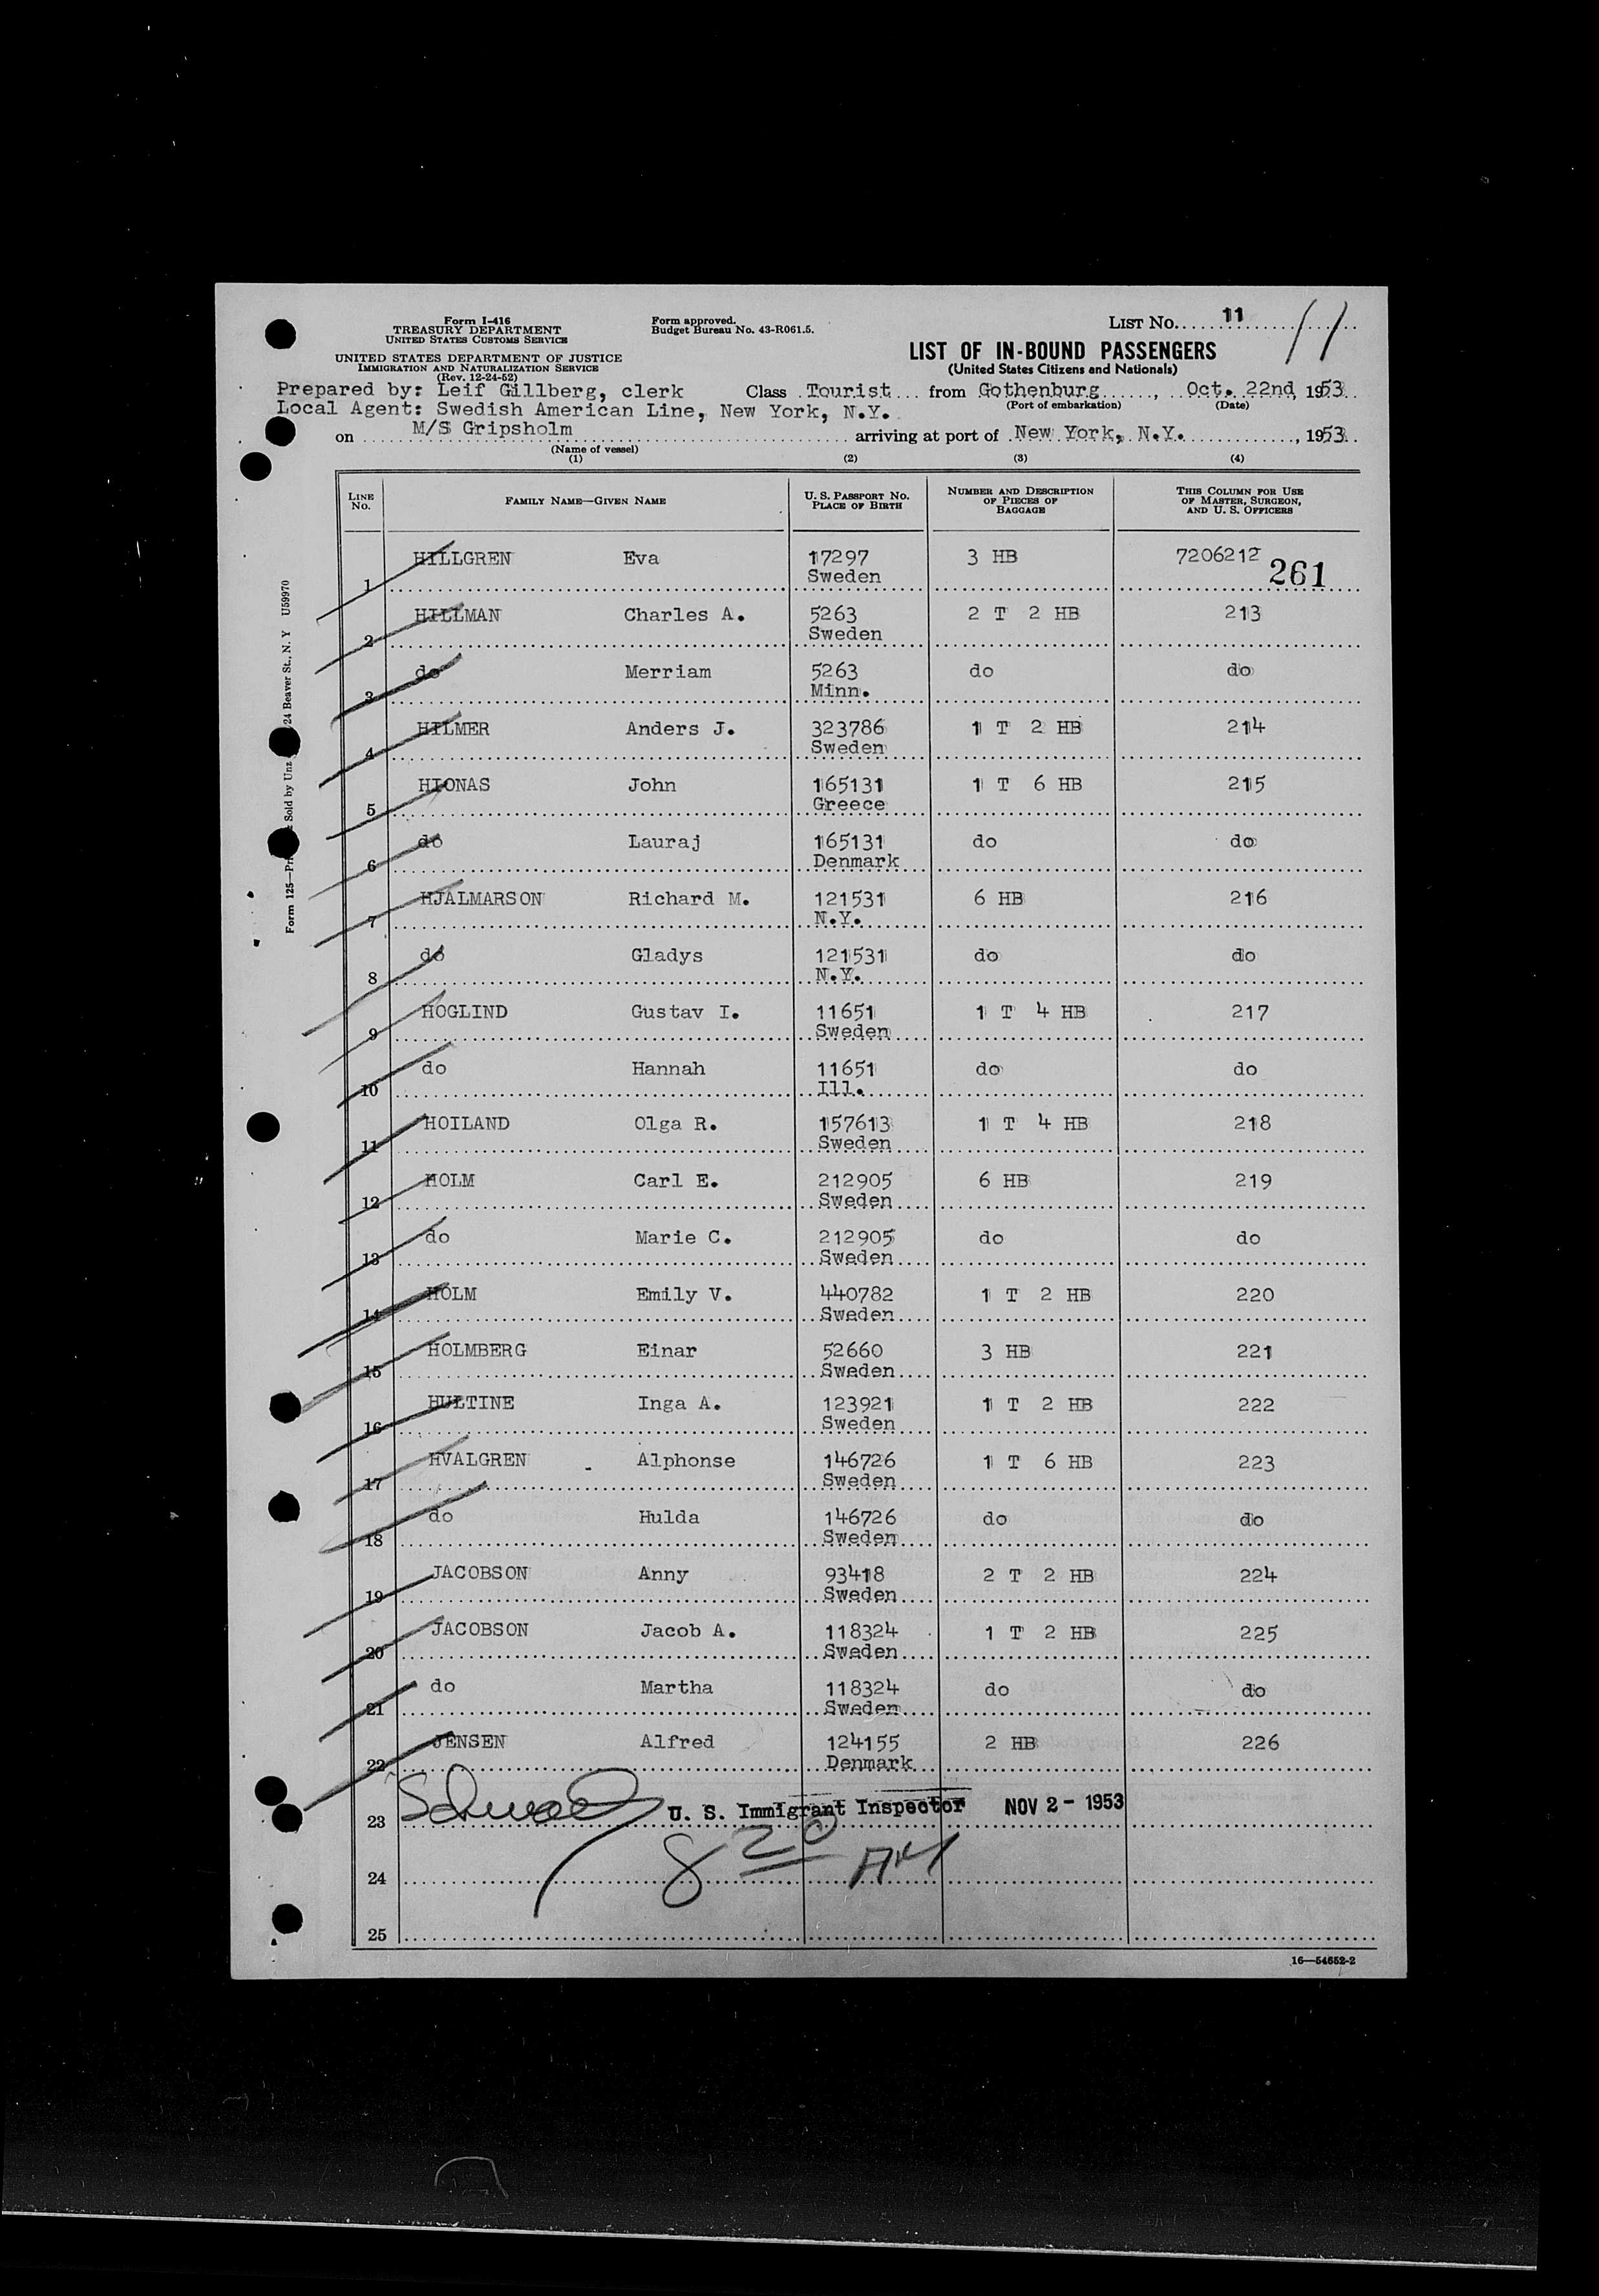 Form I-416
TREASURY DEPARTMENT
UNITED STATES CUSTOMS SERVICE
UNITED STATES DEPARTMENT OF JUSTICE
IMMIGRATION AND NATURALIZATION SERVICE
(Rev. 12-24-52)
Form approved.
Budget Bureau No. 43-R061.5.
LIST No. 11 11
LIST OF IN-BOUND PASSENGERS
(United States Citizens and Nationals)
Prepared by: Leif Gillberg, clerk Class Tourist from Gothenburg, Oct. 22nd, 1953
(Port of embarkation) (Date)
Local Agent: Swedish American Line, New York, N.Y.
on M/S Gripsholm arriving at port of New York, N.Y., 1953
(Name of vessel)
(1) (2) (3) (4)
LINE No. FAMILY NAME—GIVEN NAME U. S. PASSPORT No. PLACE OF BIRTH NUMBER AND DESCRIPTION OF PIECES OF BAGGAGE THIS COLUMN FOR USE OF MASTER, SURGEON, AND U. S. OFFICERS
HILLGREN Eva 17297 3 HB 7206212 261
1 Sweden
HILLMAN Charles A. 5263 2 T 2 HB 213
2 Sweden
do Merriam 5263 do do
3 Minn.
HILMER Anders J. 323786 1 T 2 HB 214
4 Sweden
HIONAS John 165131 1 T 6 HB 215
5 Greece
do Lauraj 165131 do do
6 Denmark
HJALMARSON Richard M. 121531 6 HB 216
7 N.Y.
do Gladys 121531 do do
8 N.Y.
HOGLIND Gustav I. 11651 1 T 4 HB 217
9 Sweden
do Hannah 11651 do do
10 Ill.
HOILAND Olga R. 157613 1 T 4 HB 218
11 Sweden
HOLM Carl E. 212905 6 HB 219
12 Sweden
do Marie C. 212905 do do
13 Sweden
HOLM Emily V. 440782 1 T 2 HB 220
14 Sweden
HOLMBERG Einar 52660 3 HB 221
15 Sweden
HULTINE Inga A. 123921 1 T 2 HB 222
16 Sweden
HVALGREN Alphonse 146726 1 T 6 HB 223
17 Sweden
do Hulda 146726 do do
18 Sweden
JACOBSON Anny 93418 2 T 2 HB 224
19 Sweden
JACOBSON Jacob A. 118324 1 T 2 HB 225
20 Sweden
do Martha 118324 do do
21 Sweden
JENSEN Alfred 124155 2 HB 226
22 Denmark
23 U. S. Immigrant Inspector NOV 2 - 1953
8 20 AM
24
25
16—54652-2
Form 125— Sold by Unz 24 Beaver St., N. Y U59970